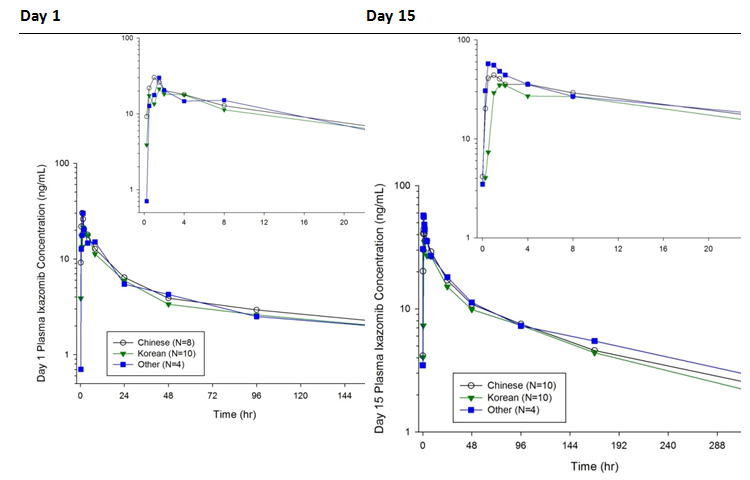 Day 1
Day 15
100
10
1
0 4 8 12 16 20
100
10
1
0 4 8 12 16 20
Day 1 Plasma Ixazomib Concentration (ng/mL)
100
10
1
Chinese (N=8)
Korean (N=10)
Other (N=4)
0 24 48 72 96 120 144
Time (hr)
Day 15 Plasma Ixazomib Concentration (ng/mL)
100
10
1
Chinese (N=10)
Korean (N=10)
Other (N=4)
0 48 96 144 192 240 288
Time (hr)